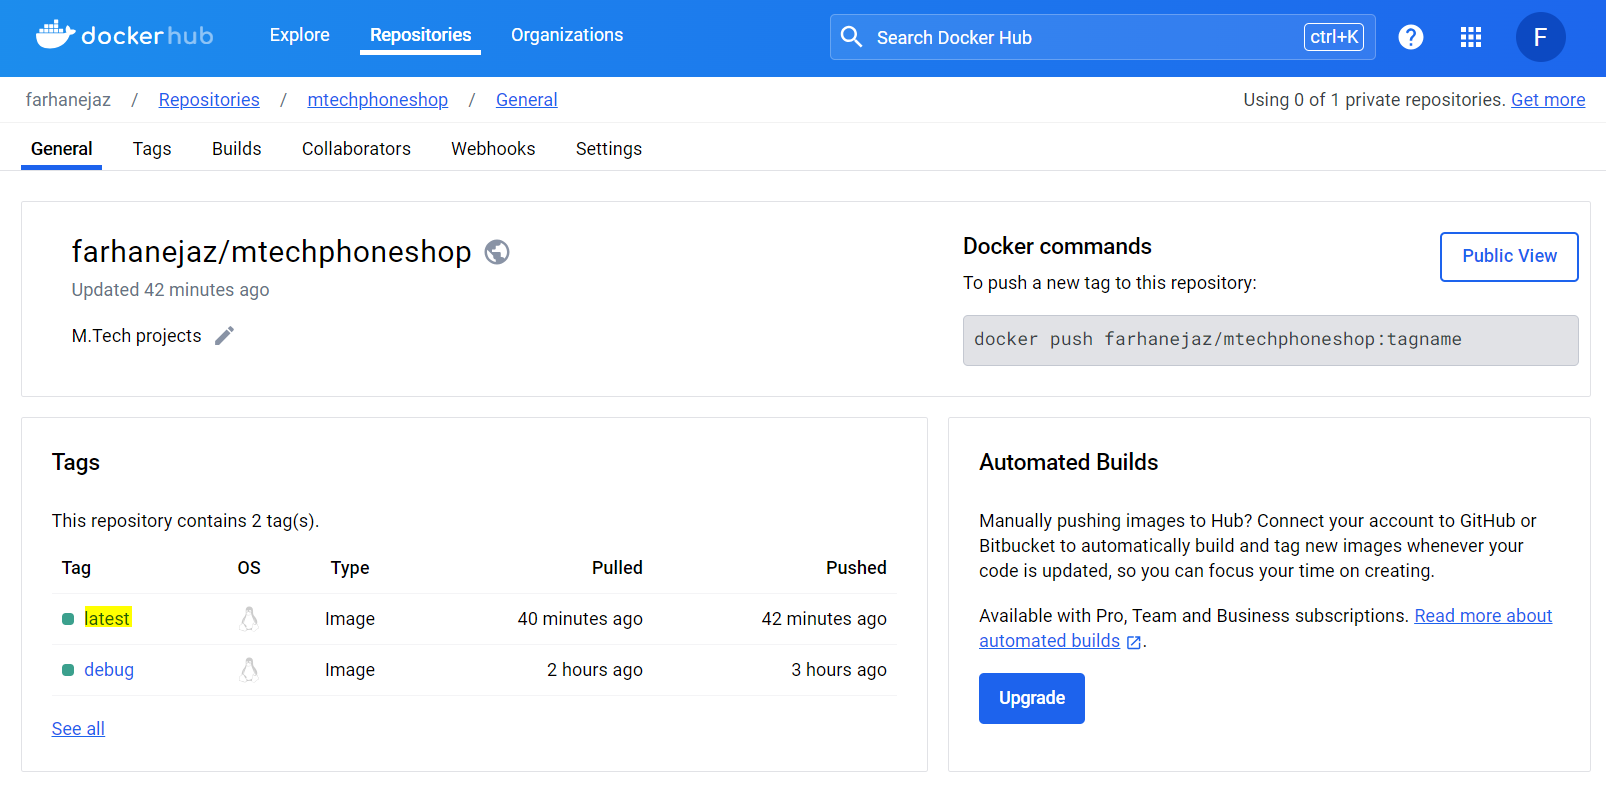 dockerhub Explore Repositories Organizations Search Docker Hub ctrl+K ? F
farhanejaz / Repositories / mtechphoneshop / General Using 0 of 1 private repositories. Get more
General Tags Builds Collaborators Webhooks Settings
farhanejaz/mtechphoneshop
Updated 42 minutes ago
M.Tech projects
Docker commands
Public View
To push a new tag to this repository:
docker push farhanejaz/mtechphoneshop:tagname
Tags
This repository contains 2 tag(s).
Tag OS Type Pulled Pushed
latest Image 40 minutes ago 42 minutes ago
debug Image 2 hours ago 3 hours ago
See all
Automated Builds
Manually pushing images to Hub? Connect your account to GitHub or
Bitbucket to automatically build and tag new images whenever your
code is updated, so you can focus your time on creating.
Available with Pro, Team and Business subscriptions. Read more about
automated builds .
Upgrade